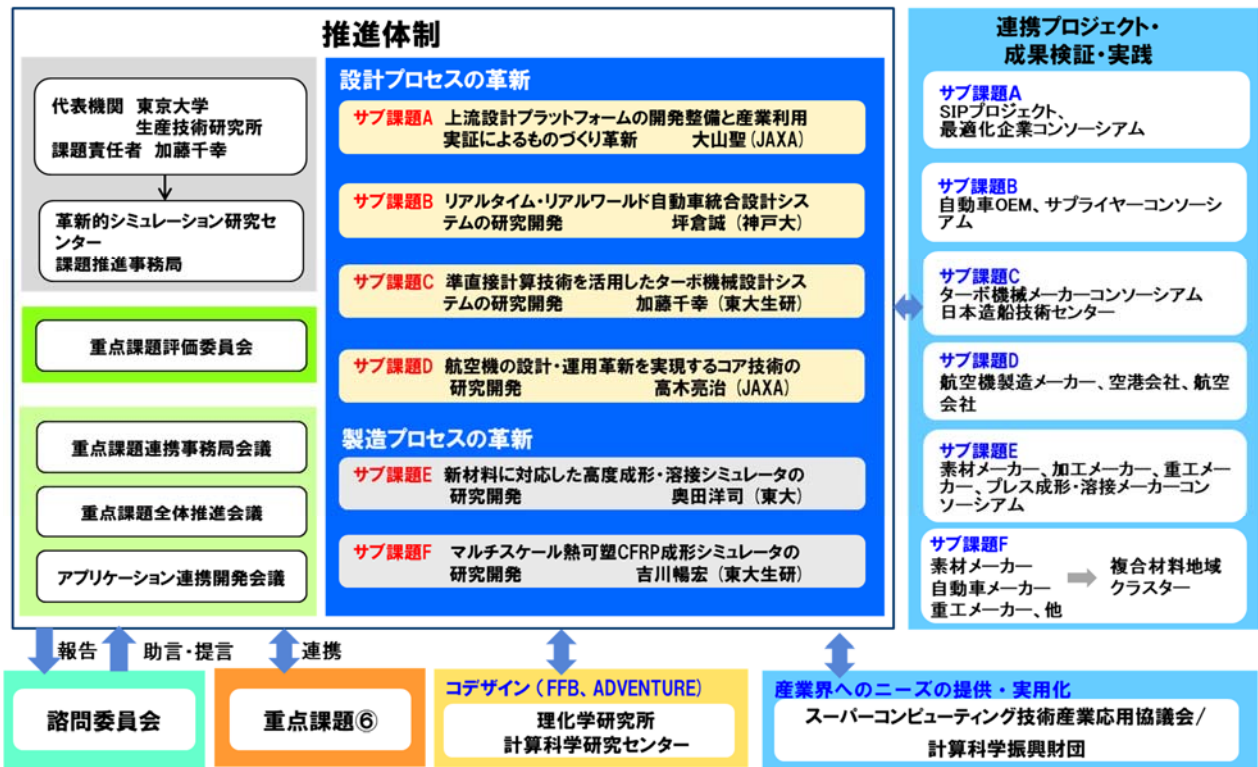 推進体制
代表機関 東京大学
生産技術研究所
課題責任者 加藤千幸
革新的シミュレーション研究セ
ンター
課題推進事務局
重点課題評価委員会
重点課題連携事務局会議
重点課題全体推進会議
アプリケーション連携開発会議
設計プロセスの革新
サブ課題A 上流設計プラットフォームの開発整備と産業利用
実証によるものづくり革新 大山聖(JAXA)
サブ課題B リアルタイム・リアルワールド自動車統合設計シス
テムの研究開発 坪倉誠(神戸大)
サブ課題C 準直接計算技術を活用したターボ機械設計シス
テムの研究開発 加藤千幸(東大生研)
サブ課題D 航空機の設計・運用革新を実現するコア技術の
研究開発 高木亮治(JAXA)
製造プロセスの革新
サブ課題E 新材料に対応した高度成形・溶接シミュレータの
研究開発 奥田洋司(東大)
サブ課題F マルチスケール熱可塑CFRP成形シミュレータの
研究開発 吉川暢宏(東大生研)
連携プロジェクト・
成果検証・実践
サブ課題A
SIPプロジェクト、
最適化企業コンソーシアム
サブ課題B
自動車OEM、サプライヤーコンソーシ
アム
サブ課題C
ターボ機械メーカーコンソーシアム
日本造船技術センター
サブ課題D
航空機製造メーカー、空港会社、航空
会社
サブ課題E
素材メーカー、加工メーカー、重工メー
カー、プレス成形・溶接メーカーコン
ソーシアム
サブ課題F
素材メーカー
自動車メーカー
重工メーカー、他
複合材料地域
クラスター
報告
助言・提言
連携
諮問委員会
重点課題⑥
コデザイン(FFB、ADVENTURE)
理化学研究所
計算科学研究センター
産業界へのニーズの提供・実用化
スーパーコンピューティング技術産業応用協議会/
計算科学振興財団